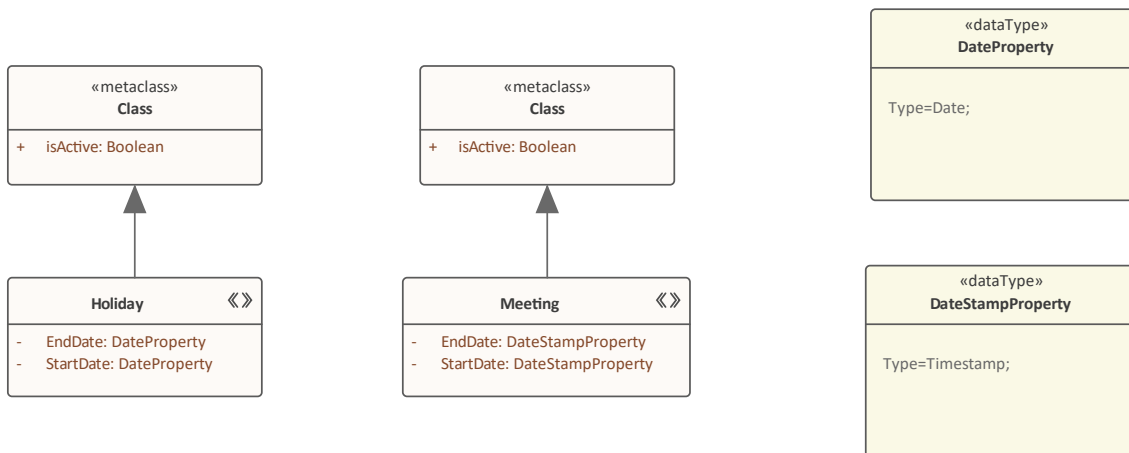 «metaclass»
Class
+ isActive: Boolean
Holiday
- EndDate: DateProperty
- StartDate: DateProperty
«metaclass»
Class
+ isActive: Boolean
Meeting
- EndDate: DateStampProperty
- StartDate: DateStampProperty
«dataType»
DateProperty
Type=Date;
«dataType»
DateStampProperty
Type=Timestamp;